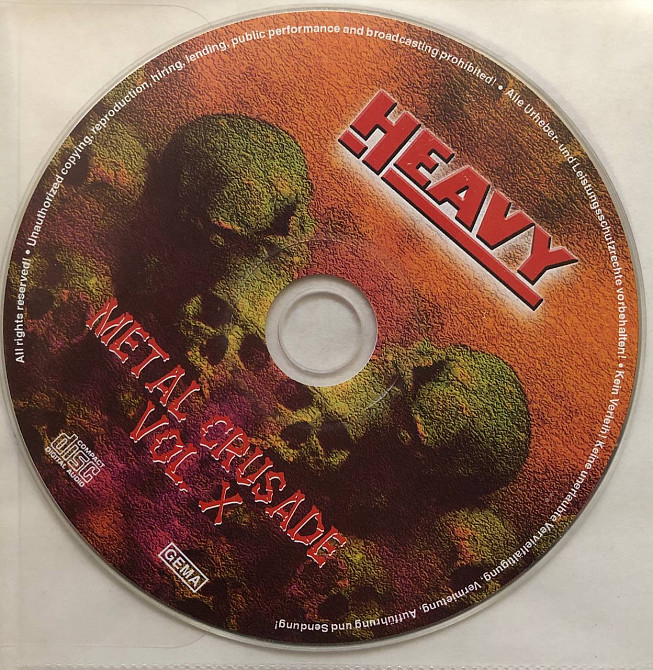 All rights reserved! • Unauthorized copying, reproduction, hiring, lending, public performance and broadcasting prohibited! • Alle Urheber- und Leistungsschutzrechte vorbehalten! • Kein Verleih! Keine unerlaubte Vervielfältigung, Vermietung, Aufführung und Sendung!
HEAVY
METAL CRUSADE
VOL. X
COMPACT
disc
DIGITAL AUDIO
GEMA